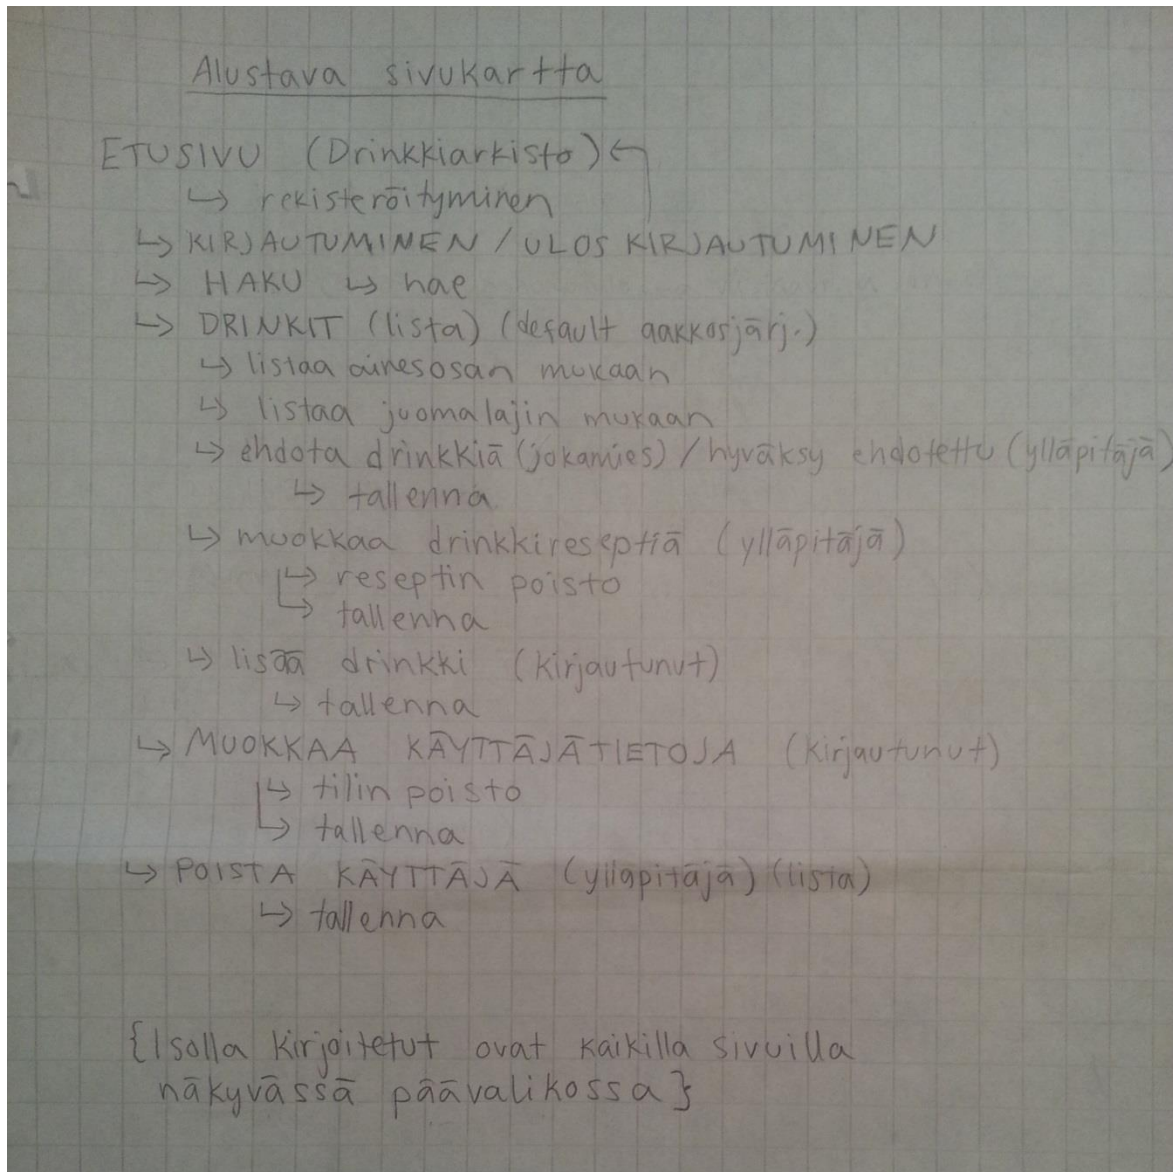 Alustava sivukartta
ETUSIVU (Drinkkiarkisto)
↳ rekisteröityminen
↳ KIRJAUTUMINEN / ULOS KIRJAUTUMINEN
↳ HAKU ↳ hae
↳ DRINKIT (lista) (default aakkosjärj.)
↳ listaa ainesosan mukaan
↳ listaa juomalajin mukaan
↳ ehdota drinkkiä (jokamies) / hyväksy ehdotettu (ylläpitäjä)
↳ tallenna
↳ muokkaa drinkkireseptiä (ylläpitäjä)
↳ reseptin poisto
↳ tallenna
↳ lisää drinkki (kirjautunut)
↳ tallenna
↳ MUOKKAA KÄYTTÄJÄTIETOJA (kirjautunut)
↳ tilin poisto
↳ tallenna
↳ POISTA KÄYTTÄJÄ (ylläpitäjä) (lista)
↳ tallenna
{Isolla kirjoitetut ovat kaikilla sivuilla
näkyvässä päävalikossa}